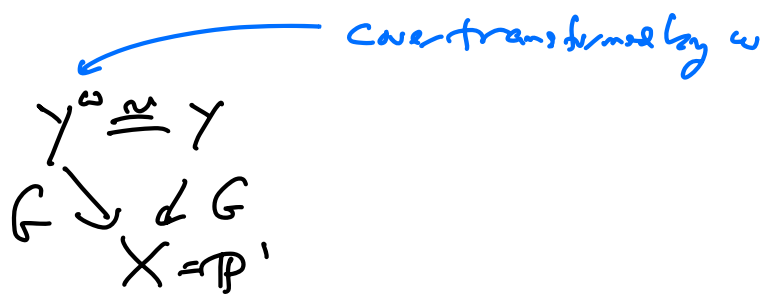 Cover transformed by ω
Y^ω ≅ Y
G G
X = ℙ¹